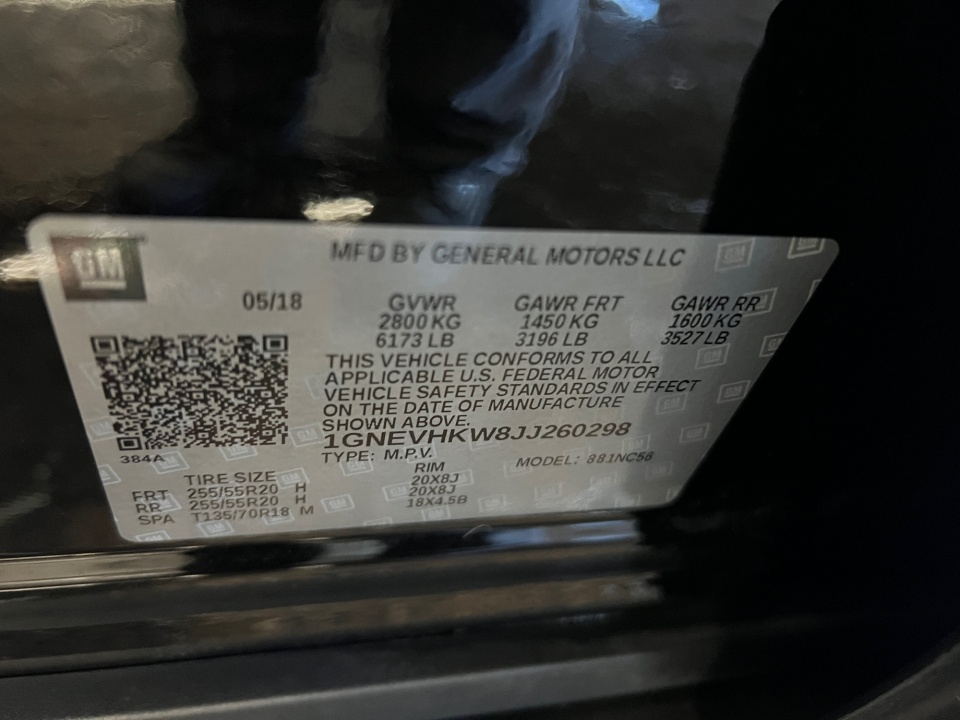 GM
MFD BY GENERAL MOTORS LLC
05/18 GVWR GAWR FRT GAWR RR
2800 KG 1450 KG 1600 KG
6173 LB 3196 LB 3527 LB
THIS VEHICLE CONFORMS TO ALL
APPLICABLE U.S. FEDERAL MOTOR
VEHICLE SAFETY STANDARDS IN EFFECT
ON THE DATE OF MANUFACTURE
SHOWN ABOVE.
1GNEVHKW8JJ260298
384A
TYPE: M.P.V. MODEL: 881NC56
TIRE SIZE RIM
FRT 255/55R20 H 20X8J
RR 255/55R20 H 20X8J
SPA T135/70R18 M 18X4.5B